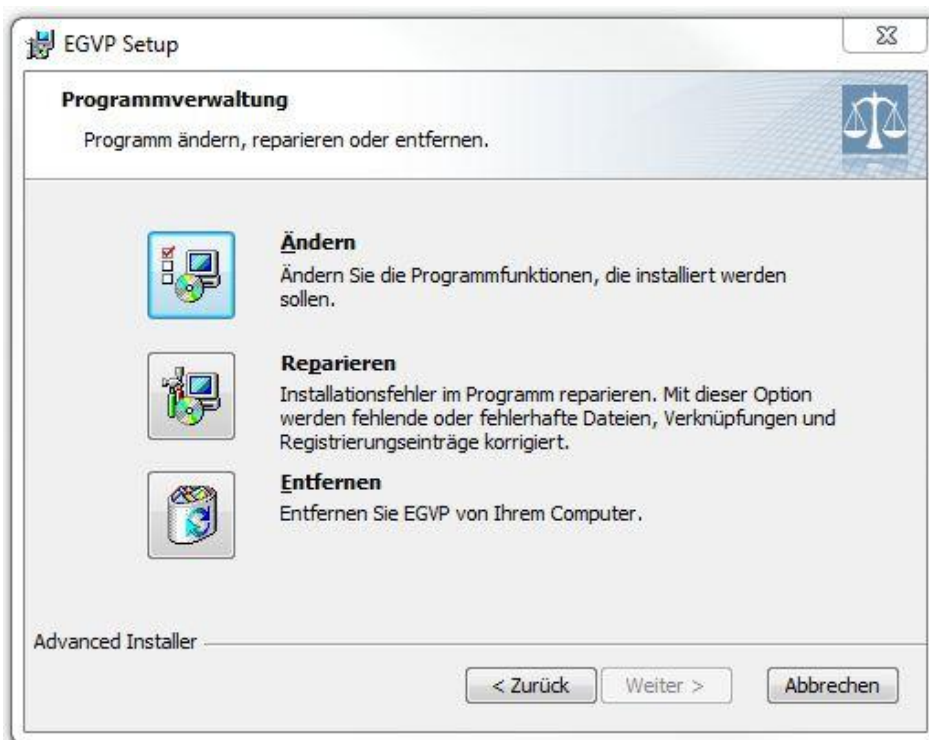 EGVP Setup
Programmverwaltung
Programm ändern, reparieren oder entfernen.
Ändern
Ändern Sie die Programmfunktionen, die installiert werden
sollen.
Reparieren
Installationsfehler im Programm reparieren. Mit dieser Option
werden fehlende oder fehlerhafte Dateien, Verknüpfungen und
Registrierungseinträge korrigiert.
Entfernen
Entfernen Sie EGVP von Ihrem Computer.
Advanced Installer
< Zurück Weiter > Abbrechen